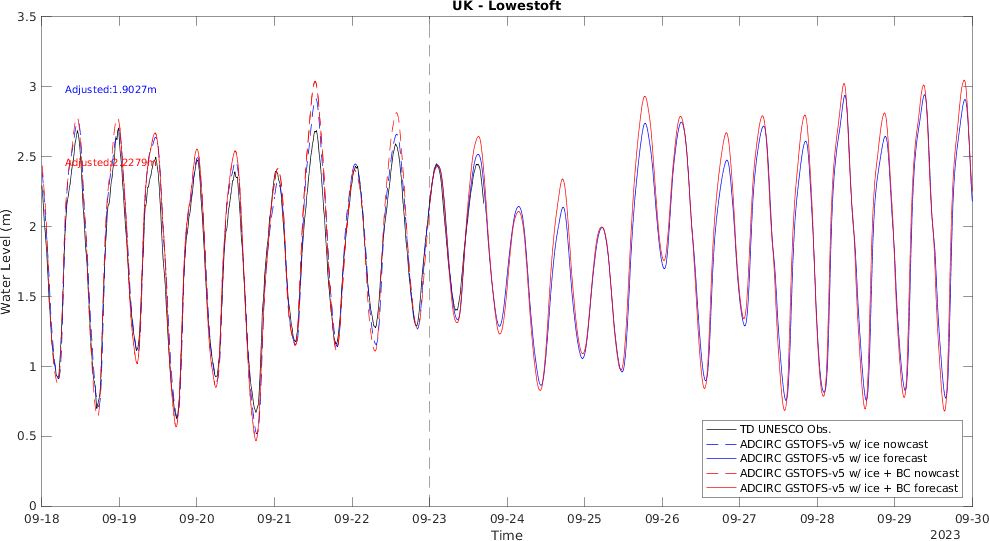 UK - Lowestoft
3.5
3
2.5
2
1.5
1
0.5
0
Water Level (m)
Adjusted:1.9027m
Adjusted:2.2279m
TD UNESCO Obs.
ADCIRC GSTOFS-v5 w/ ice nowcast
ADCIRC GSTOFS-v5 w/ ice forecast
ADCIRC GSTOFS-v5 w/ ice + BC nowcast
ADCIRC GSTOFS-v5 w/ ice + BC forecast
09-18 09-19 09-20 09-21 09-22 09-23 09-24 09-25 09-26 09-27 09-28 09-29 09-30
Time
2023